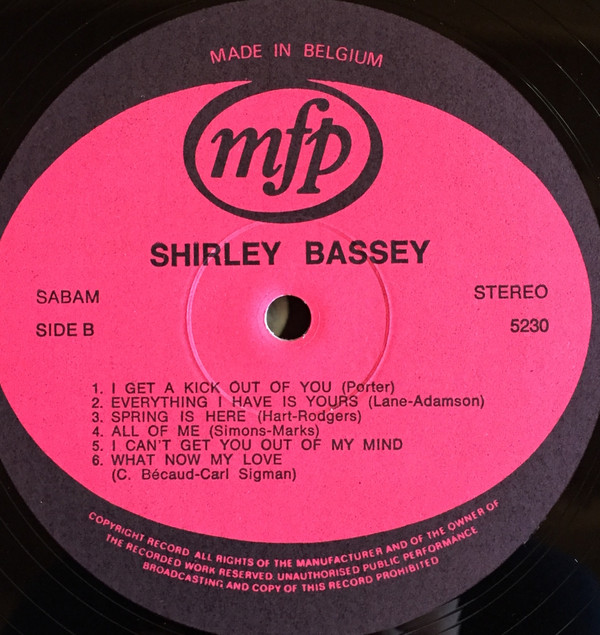 MADE IN BELGIUM
mfp
SHIRLEY BASSEY
SABAM
STEREO
SIDE B
5230
1. I GET A KICK OUT OF YOU (Porter)
2. EVERYTHING I HAVE IS YOURS (Lane-Adamson)
3. SPRING IS HERE (Hart-Rodgers)
4. ALL OF ME (Simons-Marks)
5. I CAN'T GET YOU OUT OF MY MIND
6. WHAT NOW MY LOVE
(C. Bécaud-Carl Sigman)
COPYRIGHT RECORD ALL RIGHTS OF THE MANUFACTURER AND OF THE OWNER OF
THE RECORDED WORK RESERVED UNAUTHORISED PUBLIC PERFORMANCE
BROADCASTING AND COPY OF THIS RECORD PROHIBITED